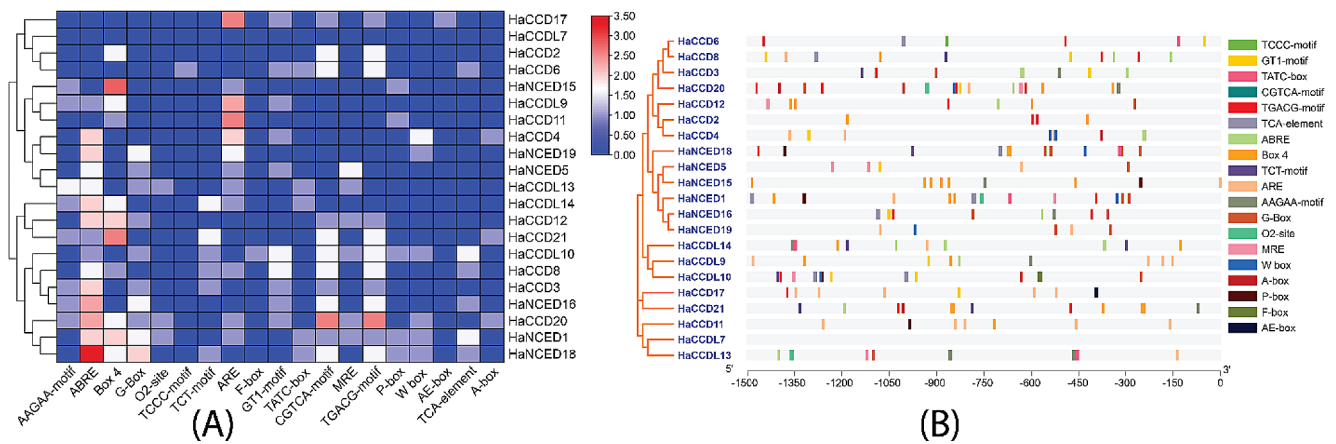 HaCCD17
HaCCDL7
HaCCD2
HaCCD6
HaNCED15
HaCCDL9
HaCCD11
HaCCD4
HaNCED19
HaNCED5
HaCCDL13
HaCCDL14
HaCCD12
HaCCD21
HaCCDL10
HaCCD8
HaCCD3
HaNCED16
HaCCD20
HaNCED1
HaNCED18
AAGAA-motif
ABRE
Box 4
G-Box
O2-site
TCCC-motif
TCT-motif
ARE
F-box
GT1-motif
TATC-box
CGTCA-motif
MRE
TGACG-motif
P-box
W box
AE-box
TCA-element
A-box
3.50
3.00
2.50
2.00
1.50
1.00
0.50
0.00
(A)
HaCCD6
HaCCD8
HaCCD3
HaCCD20
HaCCD12
HaCCD2
HaCCD4
HaNCED18
HaNCED5
HaNCED15
HaNCED1
HaNCED16
HaNCED19
HaCCDL14
HaCCDL9
HaCCDL10
HaCCD17
HaCCD21
HaCCD11
HaCCDL7
HaCCDL13
5' 3'
-1500 -1350 -1200 -1050 -900 -750 -600 -450 -300 -150 0
TCCC-motif
GT1-motif
TATC-box
CGTCA-motif
TGACG-motif
TCA-element
ABRE
Box 4
TCT-motif
ARE
AAGAA-motif
G-Box
O2-site
MRE
W box
A-box
P-box
F-box
AE-box
(B)